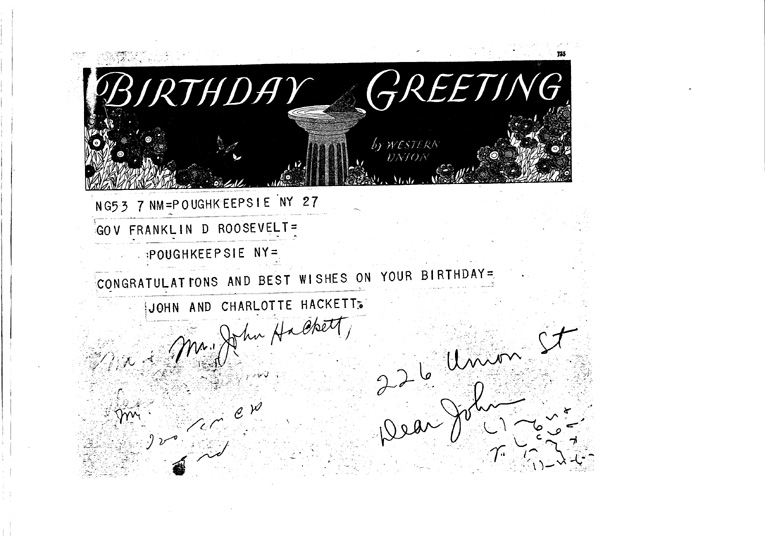 755
BIRTHDAY GREETING
by WESTERN
UNION
NG53 7 NM=POUGHKEEPSIE NY 27
GOV FRANKLIN D ROOSEVELT=
POUGHKEEPSIE NY=
CONGRATULATIONS AND BEST WISHES ON YOUR BIRTHDAY=
JOHN AND CHARLOTTE HACKETT.
Mr. John Hackett,
226 Union St
Dear John